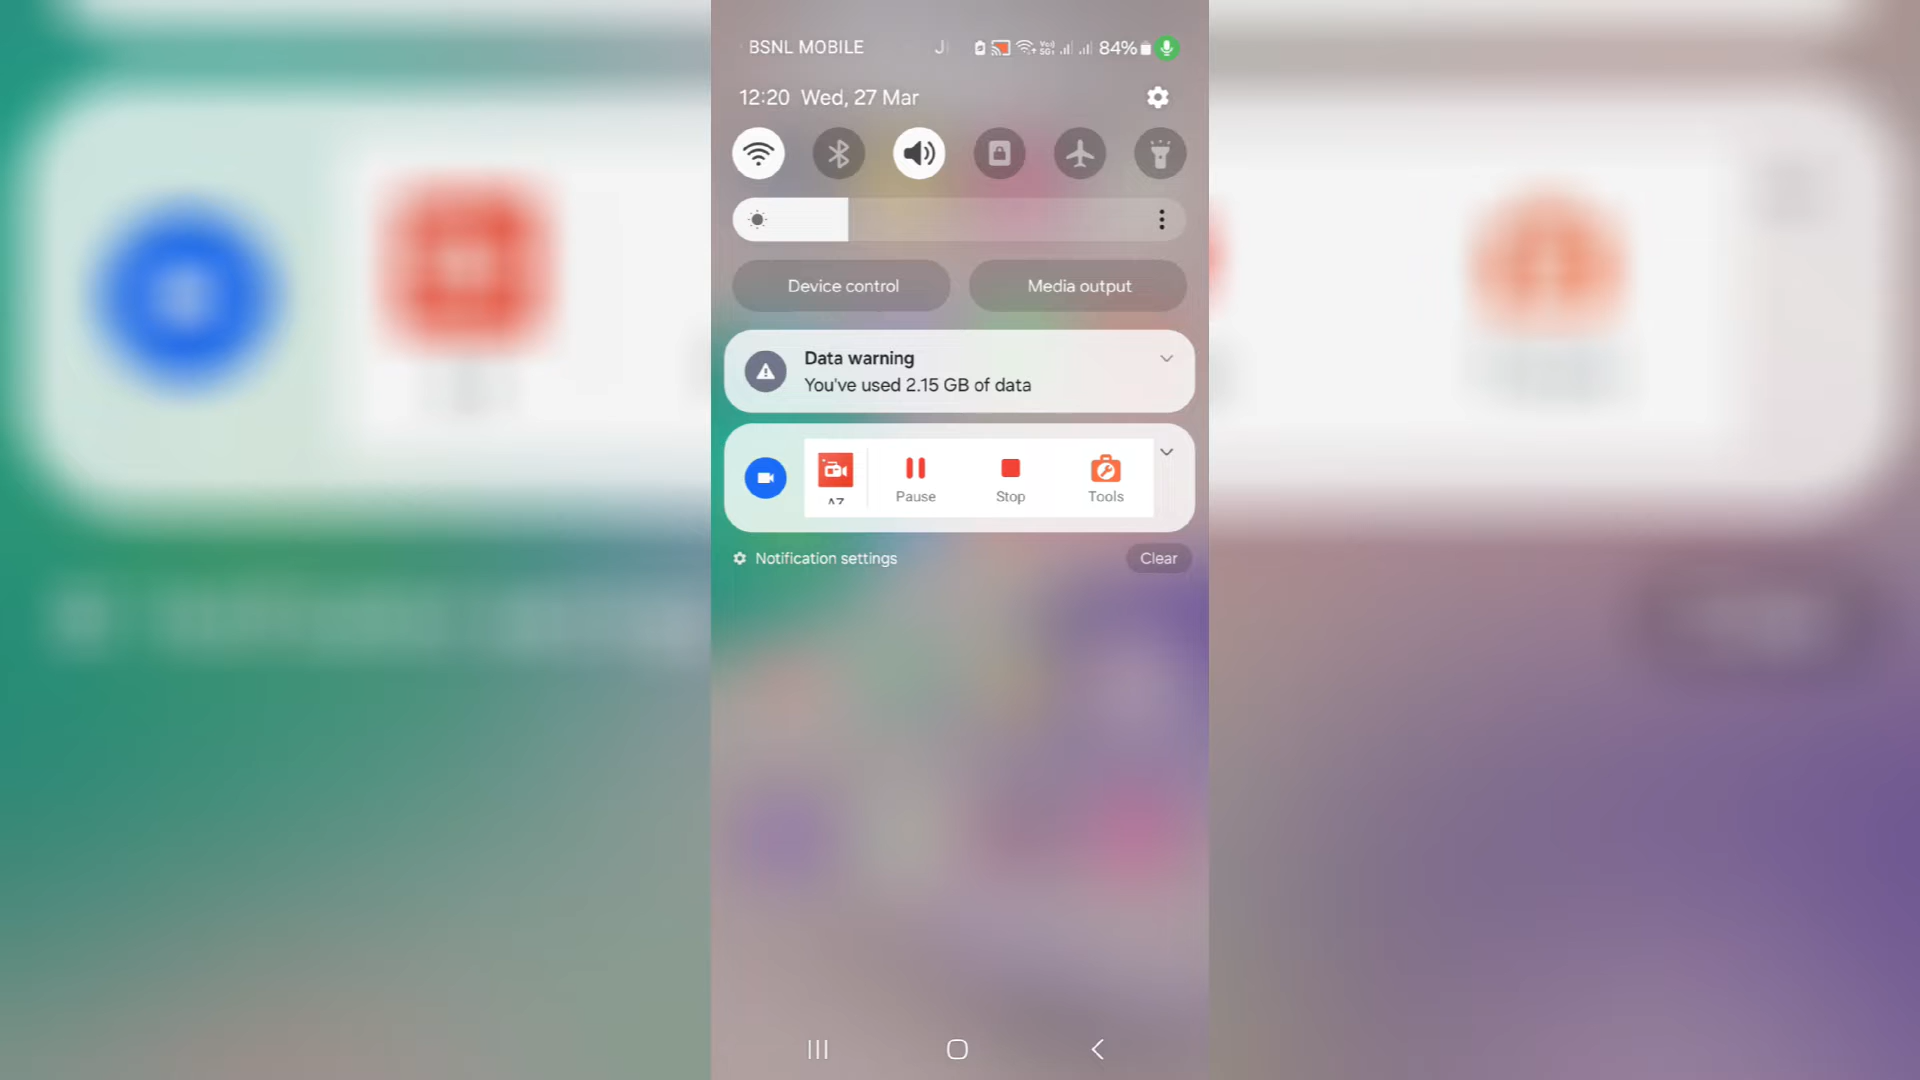 BSNL MOBILE
84%
12:20 Wed, 27 Mar
Device control
Media output
Data warning
You've used 2.15 GB of data
Pause
Stop
Tools
Notification settings
Clear